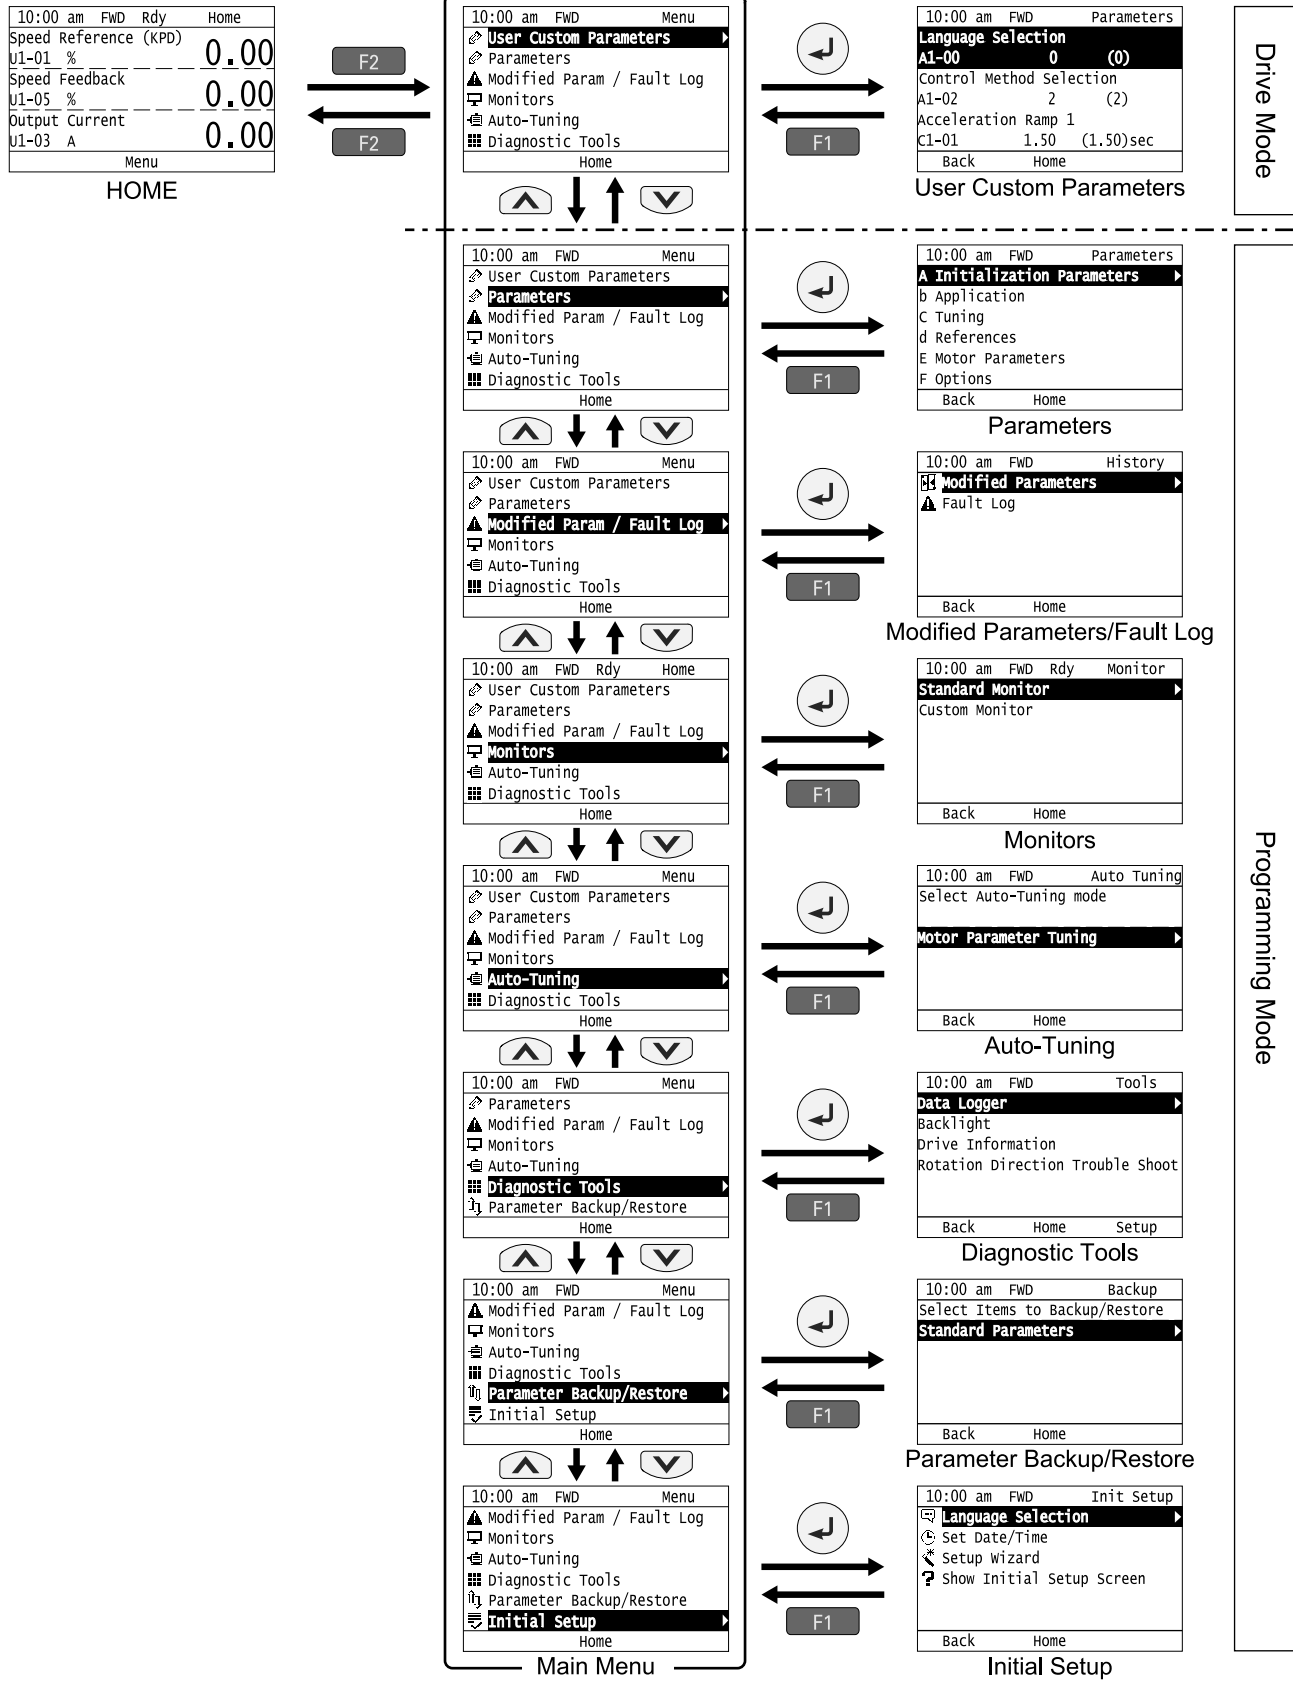 10:00 am FWD Rdy Home
Speed Reference (KPD)
U1-01 % 0.00
Speed Feedback
U1-05 % 0.00
Output Current
U1-03 A 0.00
Menu
HOME
F2
F2
10:00 am FWD Menu
User Custom Parameters
Parameters
Modified Param / Fault Log
Monitors
Auto-Tuning
Diagnostic Tools
Home
F1
10:00 am FWD Parameters
Language Selection
A1-00 0 (0)
Control Method Selection
A1-02 2 (2)
Acceleration Ramp 1
C1-01 1.50 (1.50)sec
Back Home
User Custom Parameters
Drive Mode
10:00 am FWD Menu
User Custom Parameters
Parameters
Modified Param / Fault Log
Monitors
Auto-Tuning
Diagnostic Tools
Home
F1
10:00 am FWD Parameters
A Initialization Parameters
b Application
C Tuning
d References
E Motor Parameters
F Options
Back Home
Parameters
10:00 am FWD Menu
User Custom Parameters
Parameters
Modified Param / Fault Log
Monitors
Auto-Tuning
Diagnostic Tools
Home
F1
10:00 am FWD History
Modified Parameters
Fault Log
Back Home
Modified Parameters/Fault Log
10:00 am FWD Rdy Home
User Custom Parameters
Parameters
Modified Param / Fault Log
Monitors
Auto-Tuning
Diagnostic Tools
Home
F1
10:00 am FWD Rdy Monitor
Standard Monitor
Custom Monitor
Back Home
Monitors
10:00 am FWD Menu
User Custom Parameters
Parameters
Modified Param / Fault Log
Monitors
Auto-Tuning
Diagnostic Tools
Home
F1
10:00 am FWD Auto Tuning
Select Auto-Tuning mode
Motor Parameter Tuning
Back Home
Auto-Tuning
Programming Mode
10:00 am FWD Menu
Parameters
Modified Param / Fault Log
Monitors
Auto-Tuning
Diagnostic Tools
Parameter Backup/Restore
Home
F1
10:00 am FWD Tools
Data Logger
Backlight
Drive Information
Rotation Direction Trouble Shoot
Back Home Setup
Diagnostic Tools
10:00 am FWD Menu
Modified Param / Fault Log
Monitors
Auto-Tuning
Diagnostic Tools
Parameter Backup/Restore
Initial Setup
Home
F1
10:00 am FWD Backup
Select Items to Backup/Restore
Standard Parameters
Back Home
Parameter Backup/Restore
10:00 am FWD Menu
Modified Param / Fault Log
Monitors
Auto-Tuning
Diagnostic Tools
Parameter Backup/Restore
Initial Setup
Home
Main Menu
F1
10:00 am FWD Init Setup
Language Selection
Set Date/Time
Setup Wizard
Show Initial Setup Screen
Back Home
Initial Setup